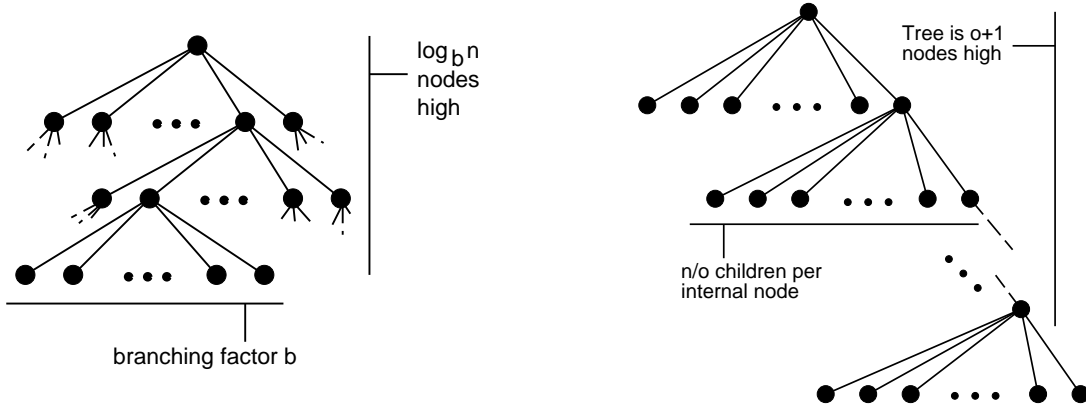 log b n
nodes
high
branching factor b
Tree is o+1
nodes high
n/o children per
internal node